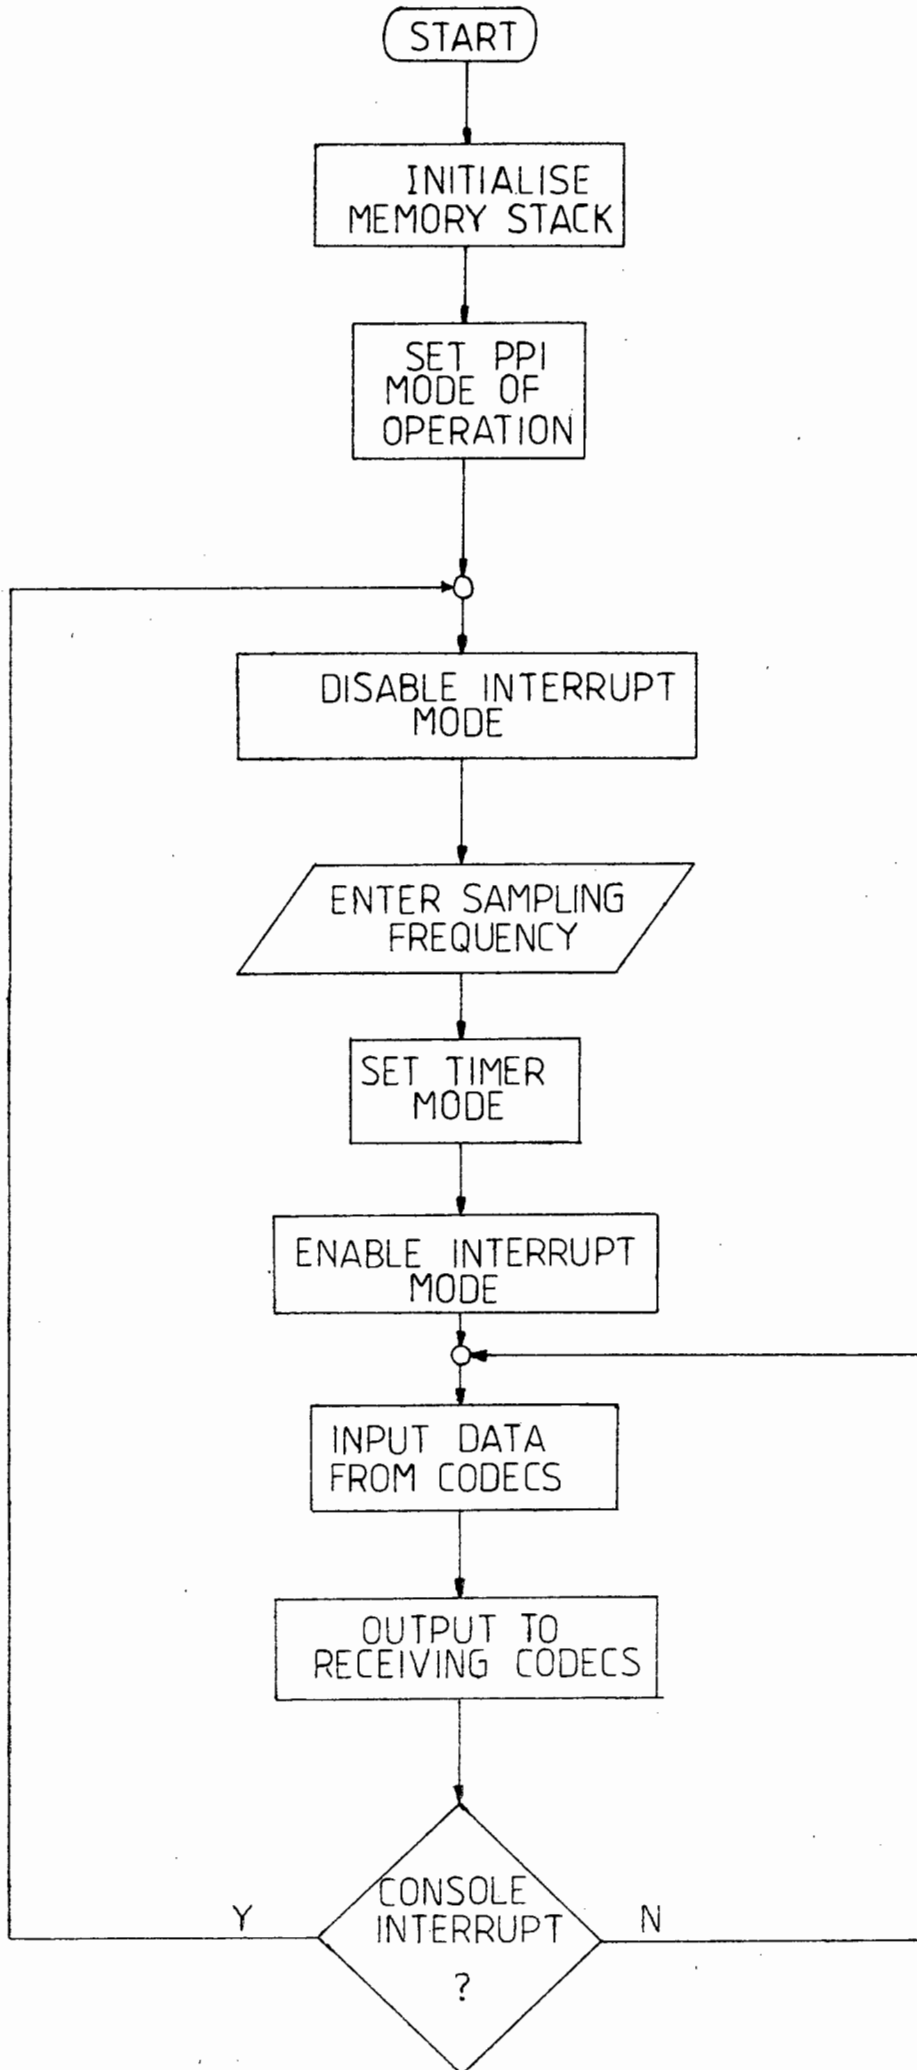 START
INITIALISE
MEMORY STACK
SET PPI
MODE OF
OPERATION
DISABLE INTERRUPT
MODE
ENTER SAMPLING
FREQUENCY
SET TIMER
MODE
ENABLE INTERRUPT
MODE
INPUT DATA
FROM CODECS
OUTPUT TO
RECEIVING CODECS
CONSOLE
INTERRUPT
?
Y
N